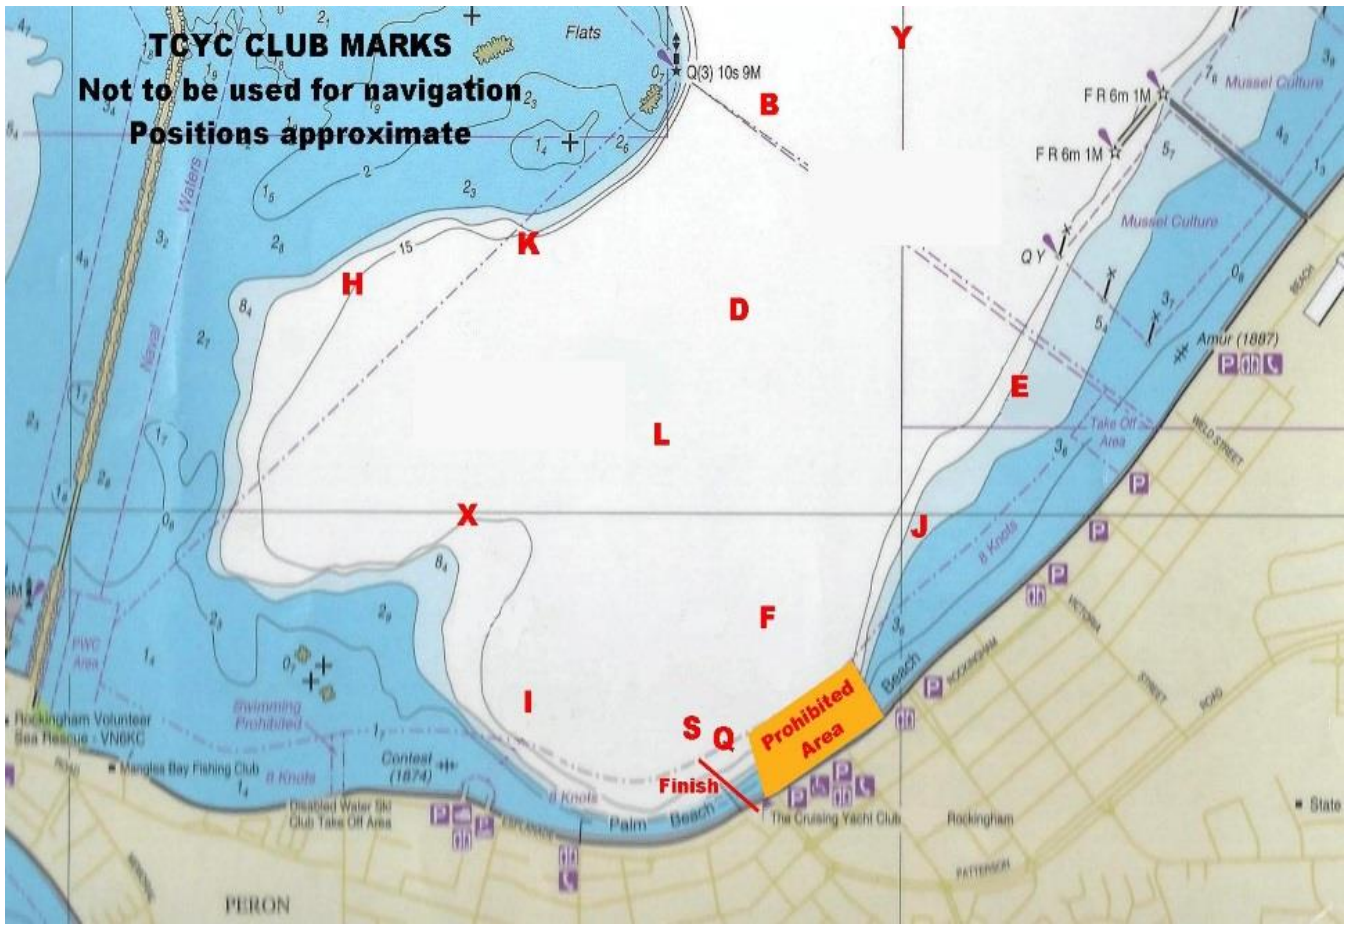 TCYC CLUB MARKS
Not to be used for navigation
Positions approximate
Flats
Q(3) 10s 9M
Y
B
F R 6m 1M
F R 6m 1M
Mussel Culture
Mussel Culture
Waters
Naval
K
H
15
Q Y
D
E
L
X
J
F
I
S
Q
Amur (1887)
BEACH
Take Off
Area
WELD STREET
8 Knots
VICTORIA
STREET
ROCKINGHAM
ROAD
Beach
Prohibited
Area
Finish
PWC
Area
Rockingham Volunteer
Sea Rescue - VN6KC
Swimming
Prohibited
Contest
(1874)
ROAD
Mangles Bay Fishing Club
8 Knots
Disabled Water Ski
Club Take Off Area
8 Knots
ESPLANADE
Palm Beach
The Cruising Yacht Club
Rockingham
State
PATTERSON
PERON